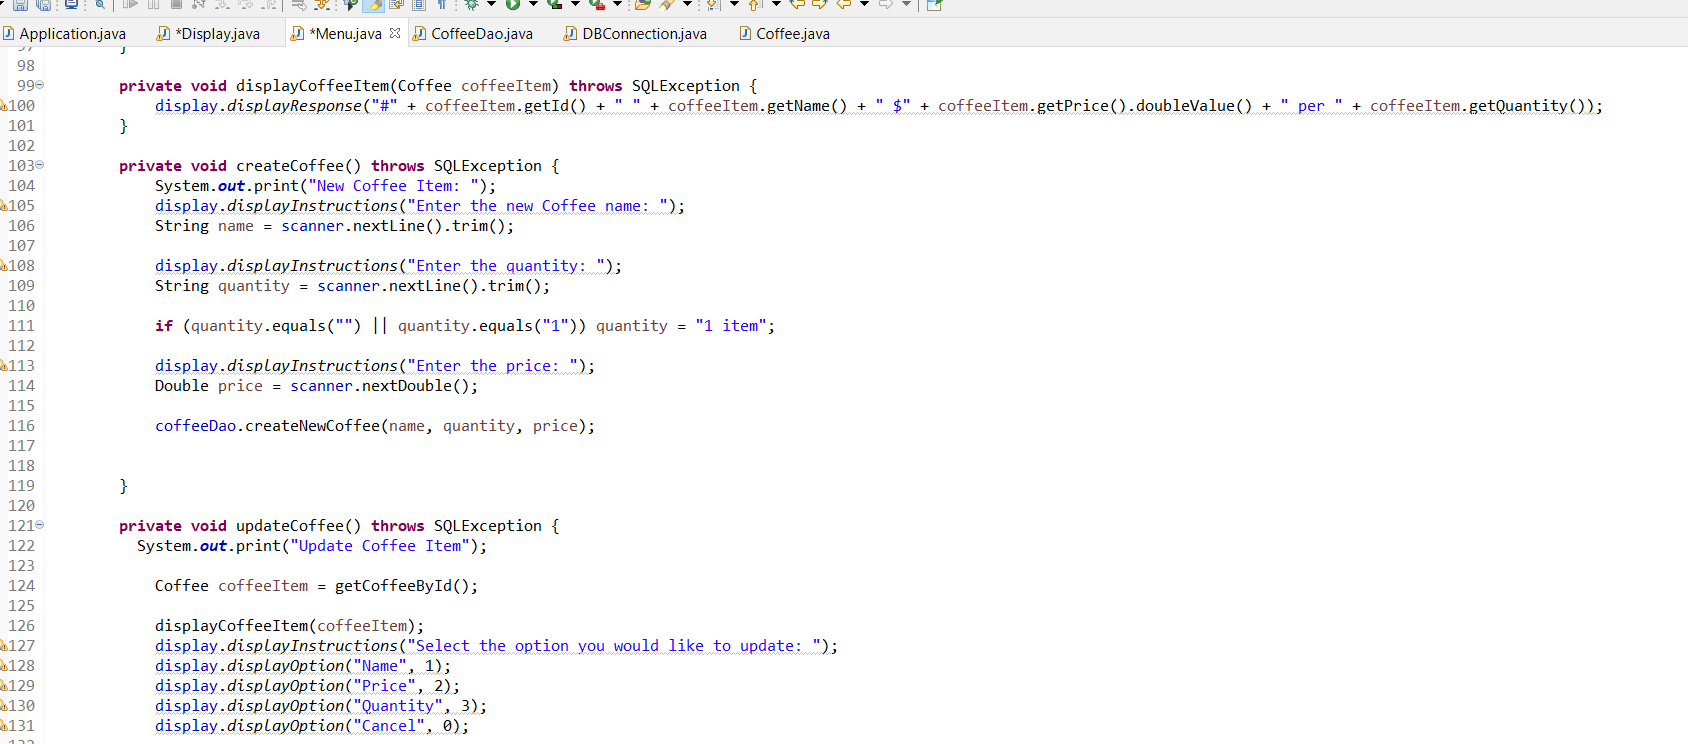 Application.java *Display.java *Menu.java CoffeeDao.java DBConnection.java Coffee.java
97 }
98
99 private void displayCoffeeItem(Coffee coffeeItem) throws SQLException {
100 display.displayResponse("#" + coffeeItem.getId() + " " + coffeeItem.getName() + " $" + coffeeItem.getPrice().doubleValue() + " per " + coffeeItem.getQuantity());
101 }
102
103 private void createCoffee() throws SQLException {
104 System.out.print("New Coffee Item: ");
105 display.displayInstructions("Enter the new Coffee name: ");
106 String name = scanner.nextLine().trim();
107
108 display.displayInstructions("Enter the quantity: ");
109 String quantity = scanner.nextLine().trim();
110
111 if (quantity.equals("") || quantity.equals("1")) quantity = "1 item";
112
113 display.displayInstructions("Enter the price: ");
114 Double price = scanner.nextDouble();
115
116 coffeeDao.createNewCoffee(name, quantity, price);
117
118
119 }
120
121 private void updateCoffee() throws SQLException {
122 System.out.print("Update Coffee Item");
123
124 Coffee coffeeItem = getCoffeeById();
125
126 displayCoffeeItem(coffeeItem);
127 display.displayInstructions("Select the option you would like to update: ");
128 display.displayOption("Name", 1);
129 display.displayOption("Price", 2);
130 display.displayOption("Quantity", 3);
131 display.displayOption("Cancel", 0);
132